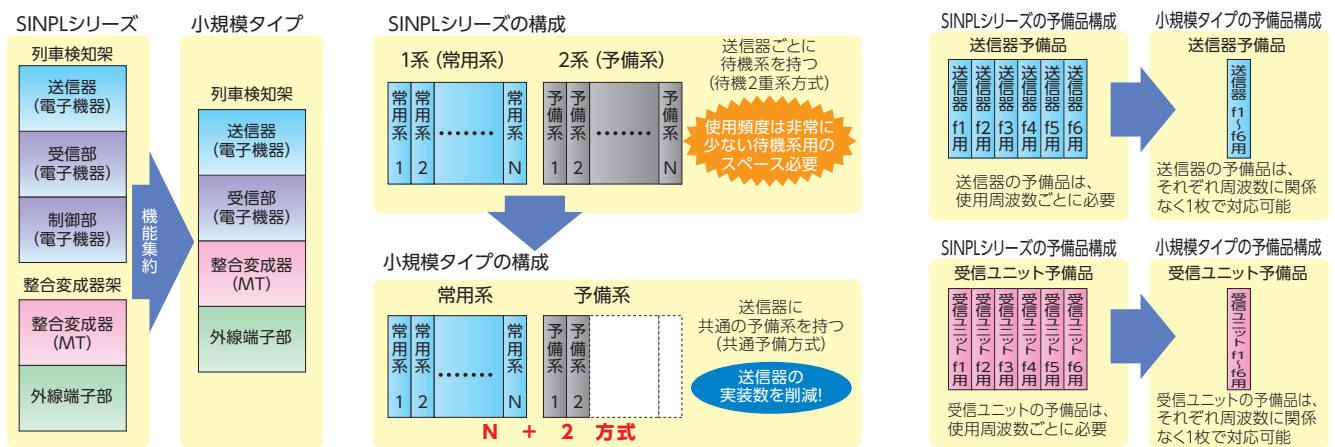 SINPLシリーズ
列車検知架
送信器
(電子機器)
受信部
(電子機器)
制御部
(電子機器)
整合変成器架
整合変成器
(MT)
外線端子部
機能集約
小規模タイプ
列車検知架
送信器
(電子機器)
受信部
(電子機器)
整合変成器
(MT)
外線端子部
SINPLシリーズの構成
1系(常用系)
常用系1
常用系2
・・・・・・・
常用系N
2系(予備系)
予備系1
予備系2
・・・・・・・
予備系N
送信器ごとに
待機系を持つ
(待機2重系方式)
使用頻度は非常に
少ない待機系用の
スペース必要
小規模タイプの構成
常用系
常用系1
常用系2
・・・・・・・
常用系N
予備系
予備系1
予備系2
N + 2 方式
送信器に
共通の予備系を持つ
(共通予備方式)
送信器の
実装数を削減!
SINPLシリーズの予備品構成
送信器予備品
送信器 f1用
送信器 f2用
送信器 f3用
送信器 f4用
送信器 f5用
送信器 f6用
送信器の予備品は、
使用周波数ごとに必要
小規模タイプの予備品構成
送信器予備品
送信器 f1〜f6用
送信器の予備品は、
それぞれ周波数に関係
なく1枚で対応可能
SINPLシリーズの予備品構成
受信ユニット予備品
受信ユニット f1用
受信ユニット f2用
受信ユニット f3用
受信ユニット f4用
受信ユニット f5用
受信ユニット f6用
受信ユニットの予備品は、
使用周波数ごとに必要
小規模タイプの予備品構成
受信ユニット予備品
受信ユニット f1〜f6用
受信ユニットの予備品は、
それぞれ周波数に関係
なく1枚で対応可能